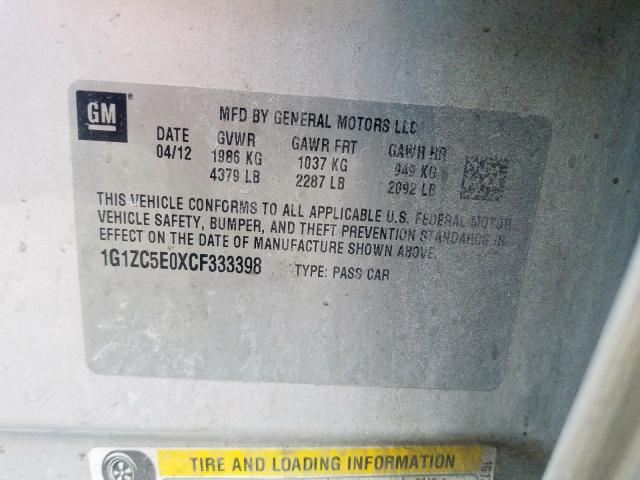 GM ®
MFD BY GENERAL MOTORS LLC
DATE GVWR GAWR FRT GAWR RR
04/12 1986 KG 1037 KG 949 KG
4379 LB 2287 LB 2092 LB
THIS VEHICLE CONFORMS TO ALL APPLICABLE U.S. FEDERAL MOTOR
VEHICLE SAFETY, BUMPER, AND THEFT PREVENTION STANDARDS IN
EFFECT ON THE DATE OF MANUFACTURE SHOWN ABOVE.
1G1ZC5E0XCF333398 TYPE: PASS CAR
TIRE AND LOADING INFORMATION